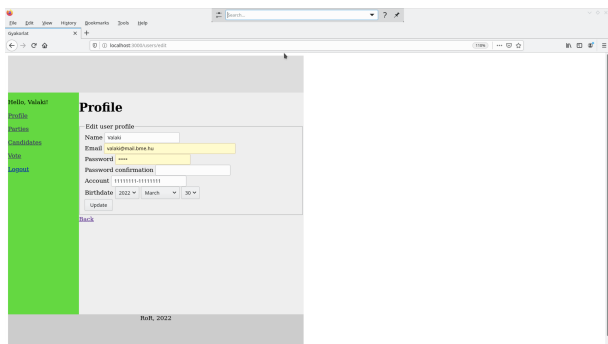 Search...
File Edit View History Bookmarks Tools Help
Gyakorlat
localhost:3000/users/edit
110%
Hello, Valaki!
Profile
Parties
Candidates
Vote
Logout
Profile
Edit user profile
Name Valaki
Email valaki@mail.bme.hu
Password •••••
Password confirmation
Account 11111111-11111111
Birthdate 2022 March 30
Update
Back
RoR, 2022